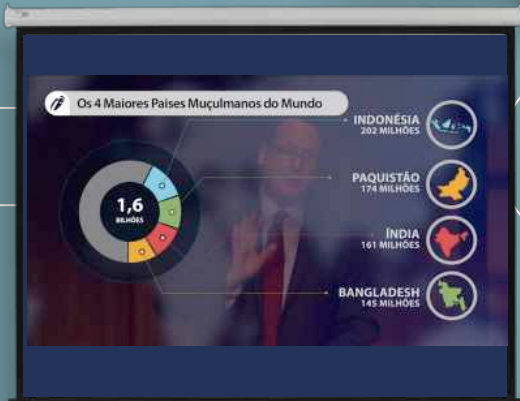 Os 4 Maiores Paises Muçulmanos do Mundo
INDONÉSIA
202 MILHÕES
PAQUISTÃO
174 MILHÕES
1,6
BILHÕES
ÍNDIA
161 MILHÕES
BANGLADESH
145 MILHÕES